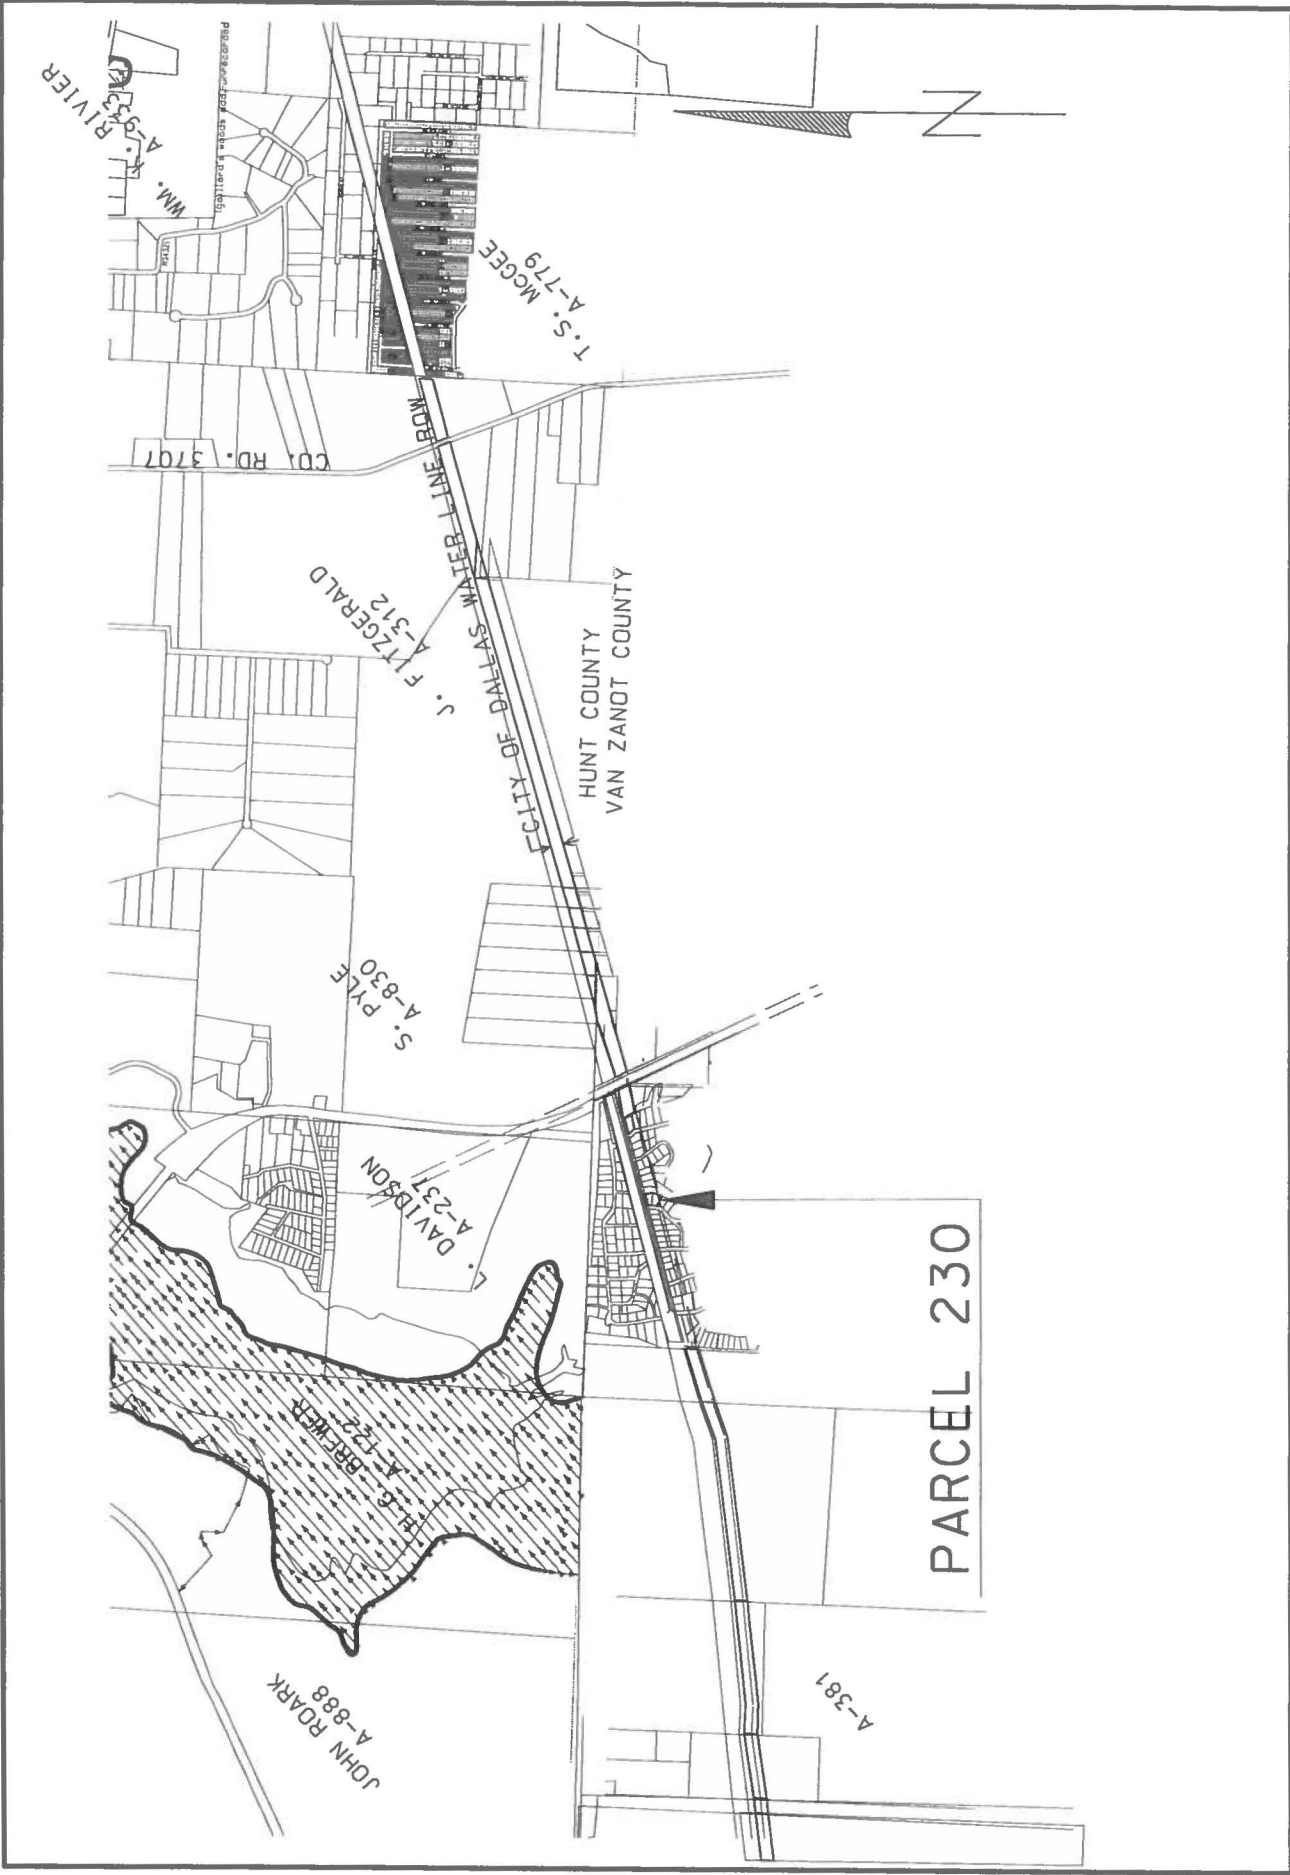 WM. RIVIER
A-933
T.S. MCGEE
A-779
CO. RD. 3707
J. FITZGERALD
A-312
CITY OF DALLAS WATER LINE ROW
HUNT COUNTY
VAN ZANDT COUNTY
S. PYLE
A-830
L. DAVIDSON
A-237
H G BREWER
A-122
JOHN ROARK
A-888
A-381
PARCEL 230
N